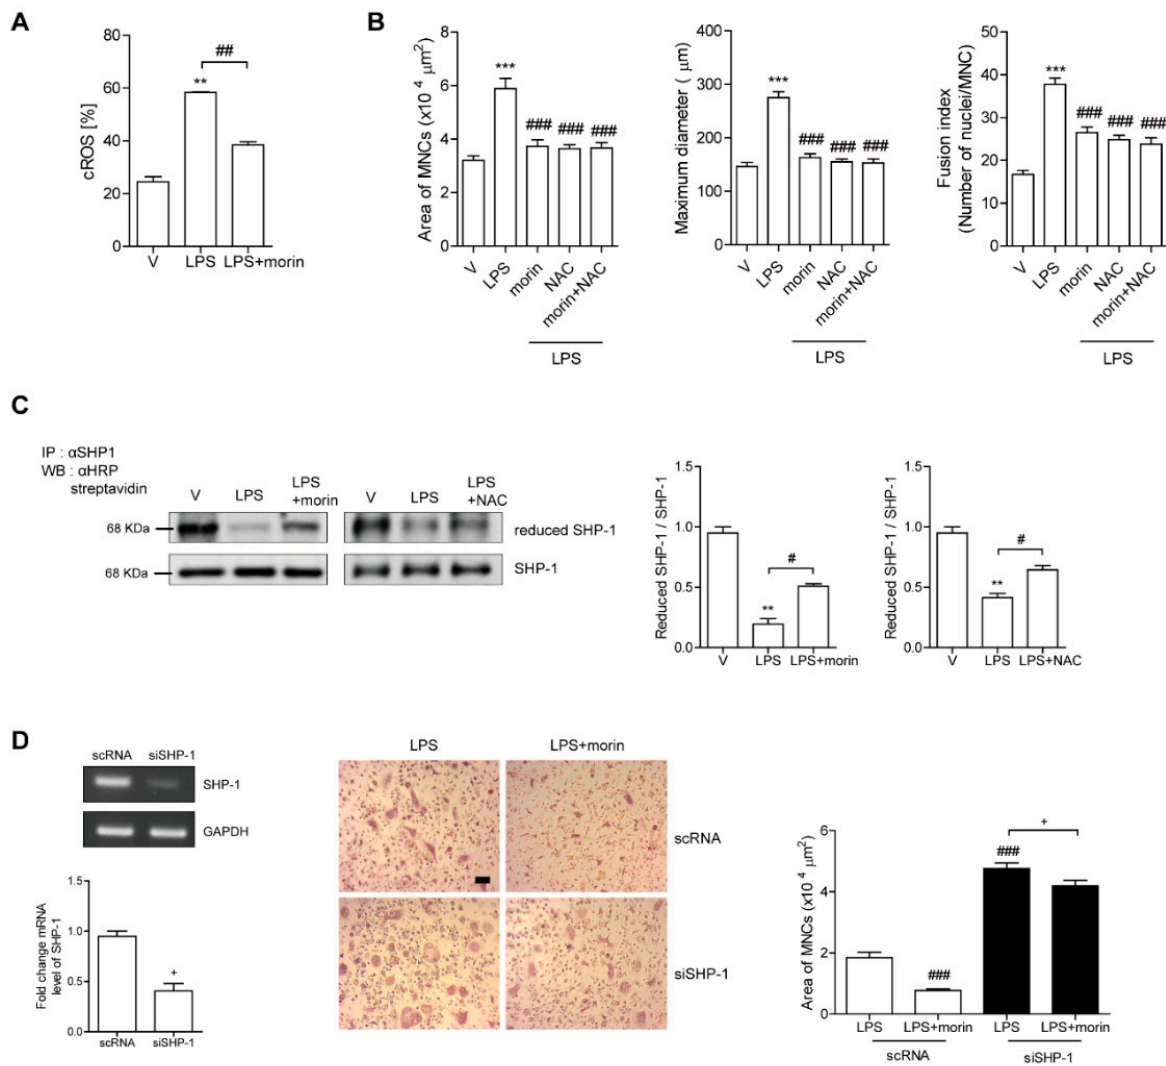 A
cROS [%]
80
60
40
20
0
**
##
V
LPS
LPS+morin
B
Area of MNCs (x10⁴ μm²)
8
6
4
2
0
***
###
###
###
V
LPS
morin
NAC
morin+NAC
LPS
Maximum diameter ( μm)
400
300
200
100
0
***
###
###
###
V
LPS
morin
NAC
morin+NAC
LPS
Fusion index
(Number of nuclei/MNC)
50
40
30
20
10
0
***
###
###
###
V
LPS
morin
NAC
morin+NAC
LPS
C
IP : αSHP1
WB : αHRP
streptavidin
V
LPS
LPS
+morin
V
LPS
LPS
+NAC
68 KDa
reduced SHP-1
68 KDa
SHP-1
Reduced SHP-1 / SHP-1
1.5
1.0
0.5
0.0
**
#
V
LPS
LPS+morin
Reduced SHP-1 / SHP-1
1.5
1.0
0.5
0.0
**
#
V
LPS
LPS+NAC
D
scRNA
siSHP-1
SHP-1
GAPDH
Fold change mRNA
level of SHP-1
1.5
1.0
0.5
0.0
+
scRNA
siSHP-1
LPS
LPS+morin
scRNA
siSHP-1
Area of MNCs (x10⁴ μm²)
6
4
2
0
###
###
+
LPS
LPS+morin
LPS
LPS+morin
scRNA
siSHP-1